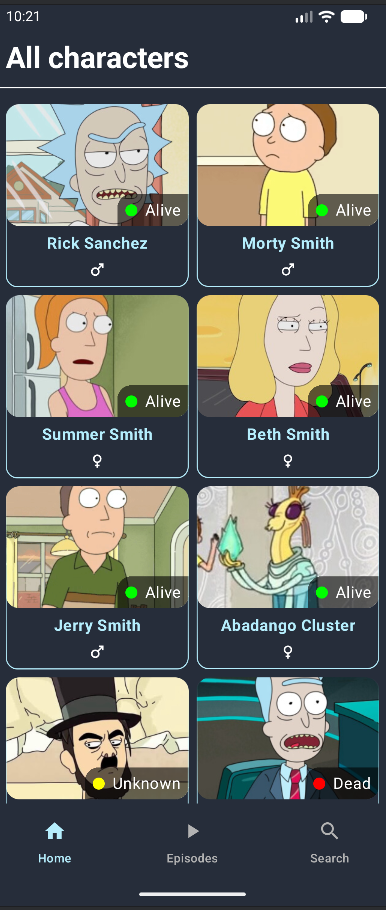 10:21
All characters
Alive
Alive
Rick Sanchez
Morty Smith
Alive
Alive
Summer Smith
Beth Smith
Alive
Alive
Jerry Smith
Abadango Cluster
Unknown
Dead
Home
Episodes
Search